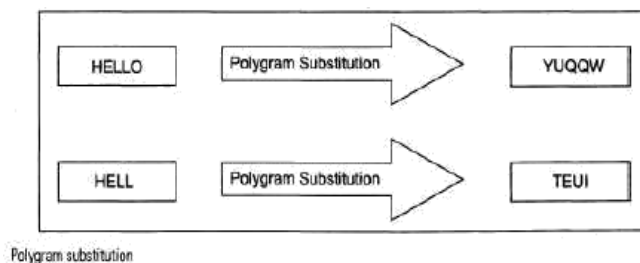 HELLO Polygram Substitution YUQQW
HELL Polygram Substitution TEUI
Polygram substitution